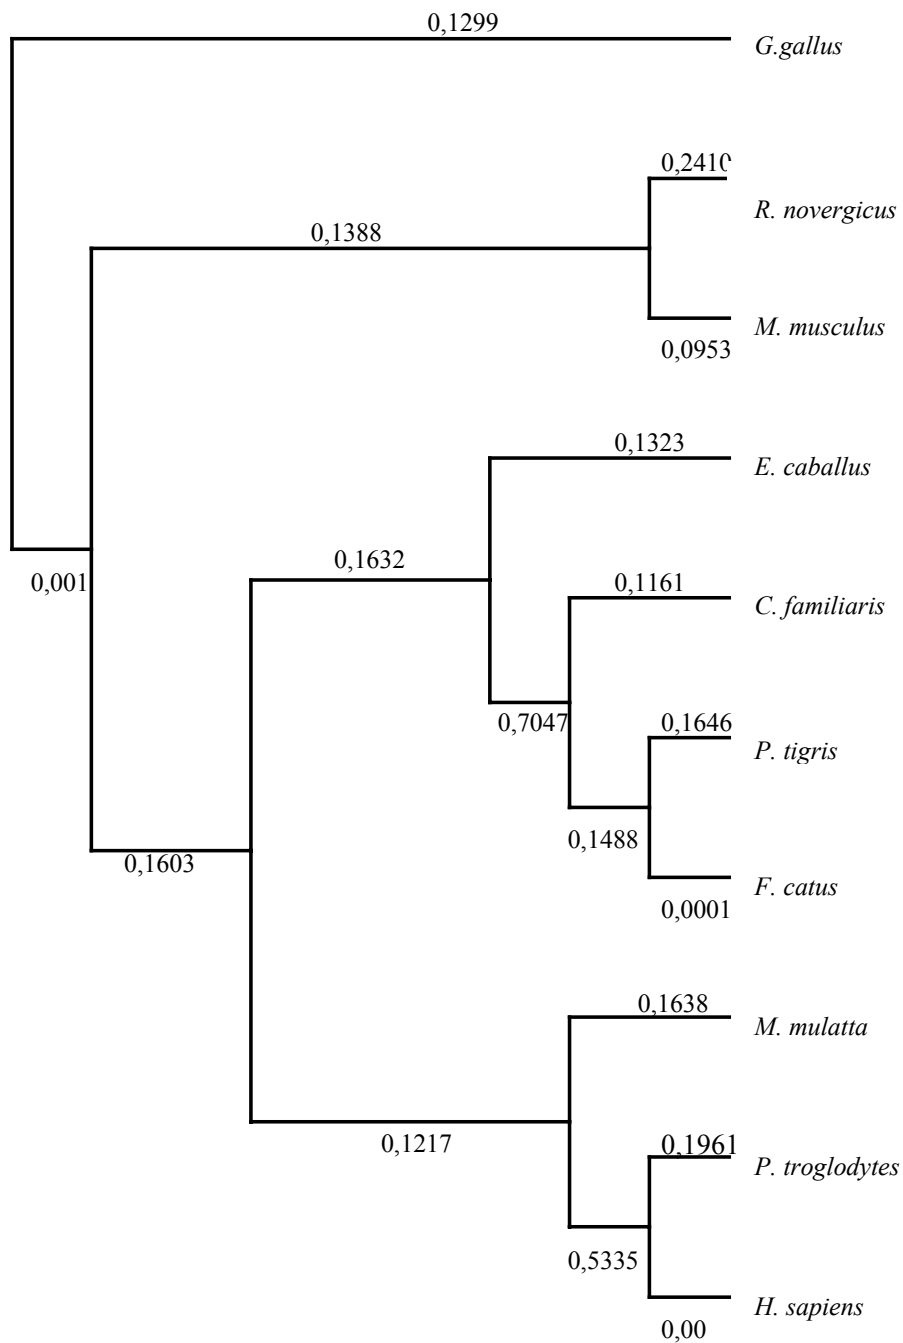 0,1299
G.gallus
0,2410
R. novergicus
0,1388
M. musculus
0,0953
0,1323
E. caballus
0,1632
0,001
0,1161
C. familiaris
0,7047
0,1646
P. tigris
0,1488
0,1603
F. catus
0,0001
0,1638
M. mulatta
0,1217
0,1961
P. troglodytes
0,5335
H. sapiens
0,00